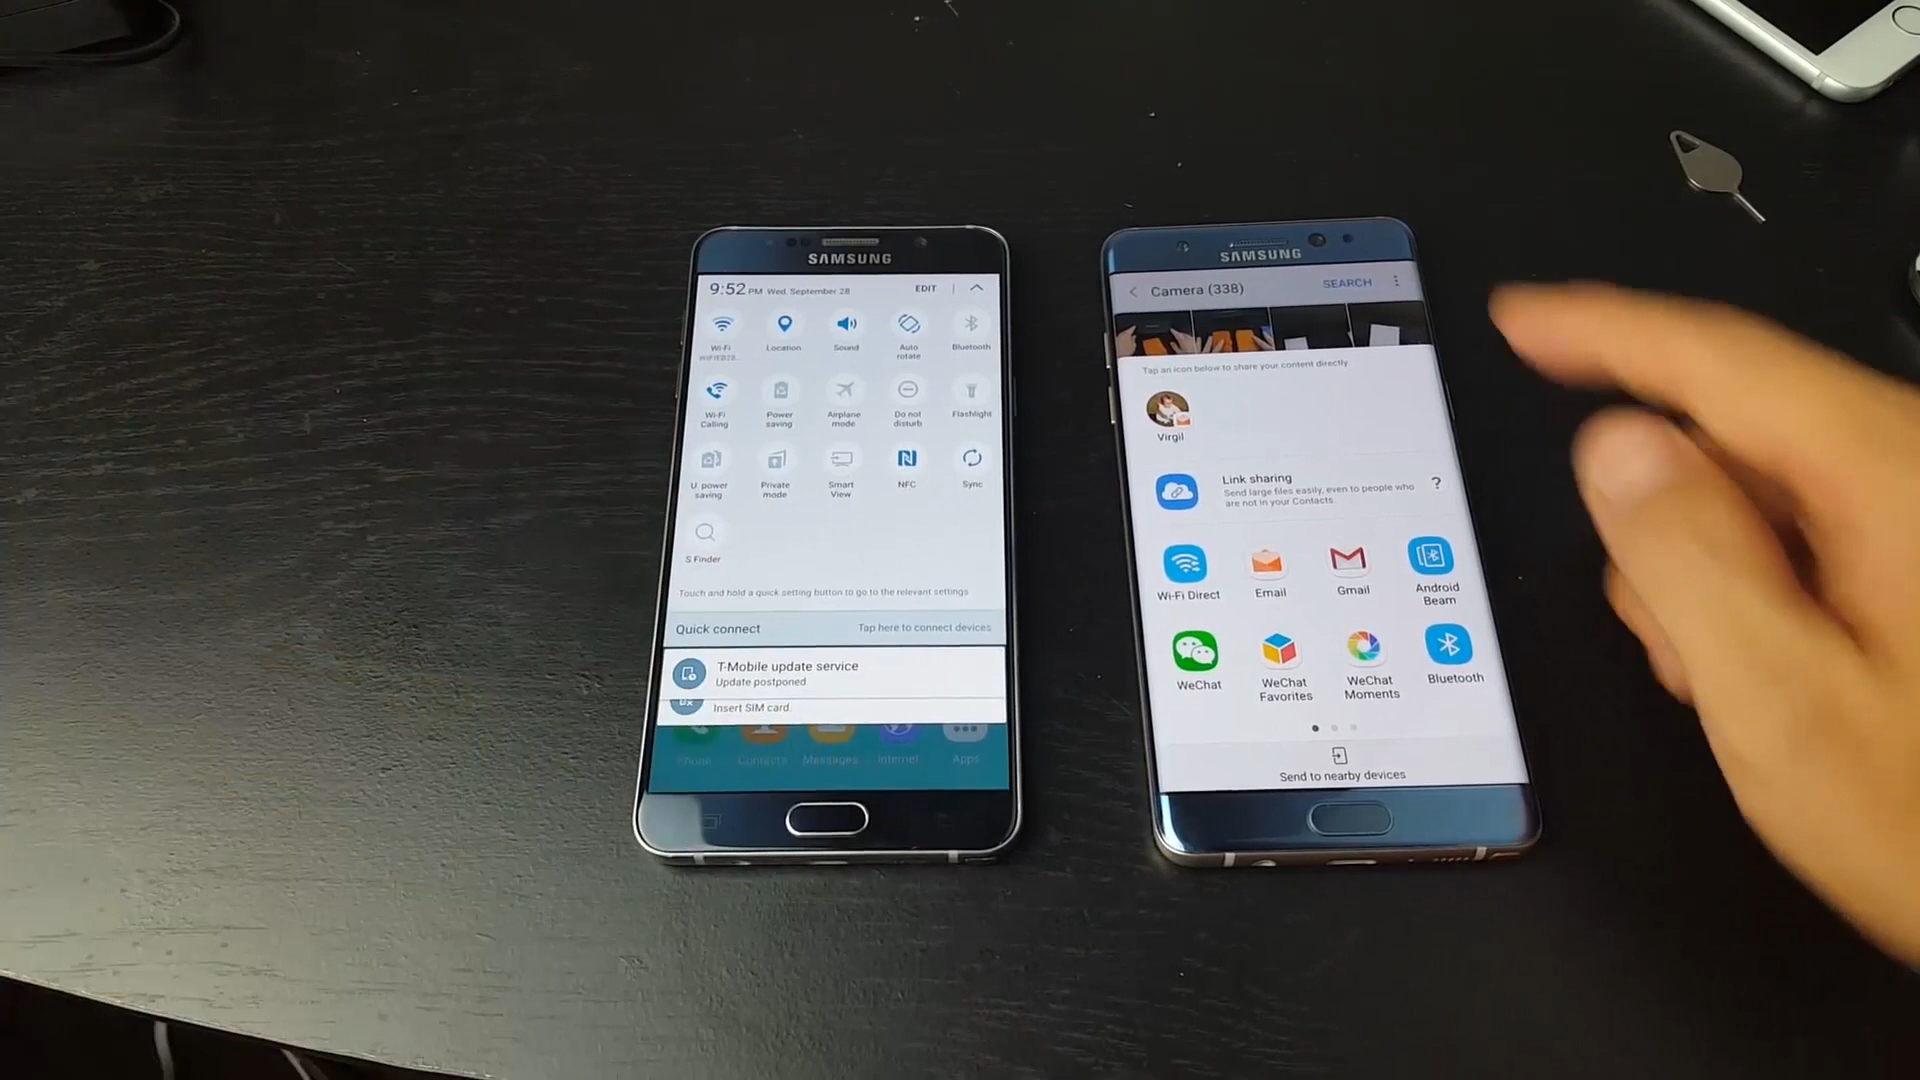 SAMSUNG
9:52 PM Wed, September 28
EDIT
Wi-Fi
Location
Sound
Auto
rotate
Bluetooth
Wi-Fi
Calling
Power
saving
Airplane
mode
Do not
disturb
Flashlight
U. power
saving
Private
mode
Smart
View
NFC
Sync
S Finder
Touch and hold a quick setting button to go to the relevant settings
Quick connect
Tap here to connect devices
T-Mobile update service
Update postponed
Insert SIM card.
Phone
Contacts
Messages
Internet
Apps
SAMSUNG
Camera (338)
SEARCH
Tap an icon below to share your content directly
Virgil
Link sharing
Send large files easily, even to people who
are not in your Contacts.
?
Wi-Fi Direct
Email
Gmail
Android
Beam
WeChat
WeChat
Favorites
WeChat
Moments
Bluetooth
Send to nearby devices